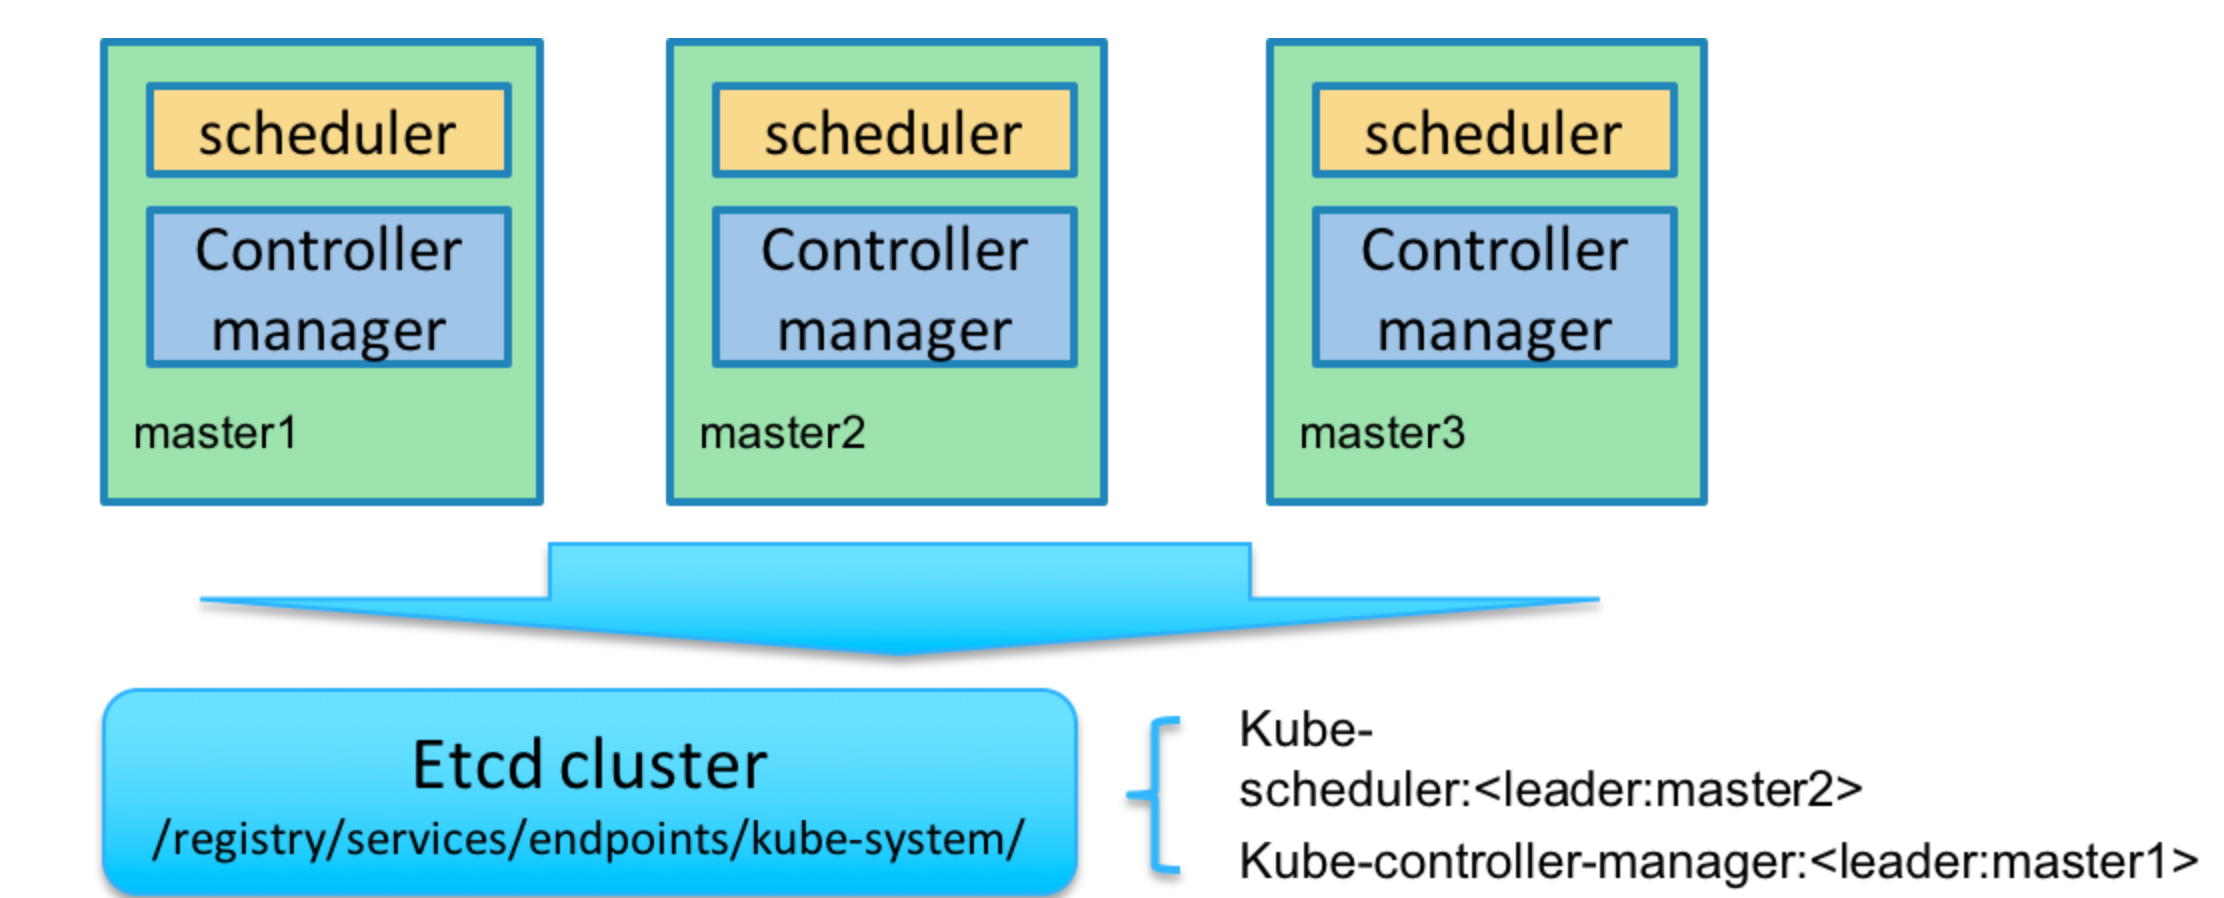 scheduler
Controller
manager
master1
scheduler
Controller
manager
master2
scheduler
Controller
manager
master3
Etcd cluster
/registry/services/endpoints/kube-system/
Kube-
scheduler:<leader:master2>
Kube-controller-manager:<leader:master1>